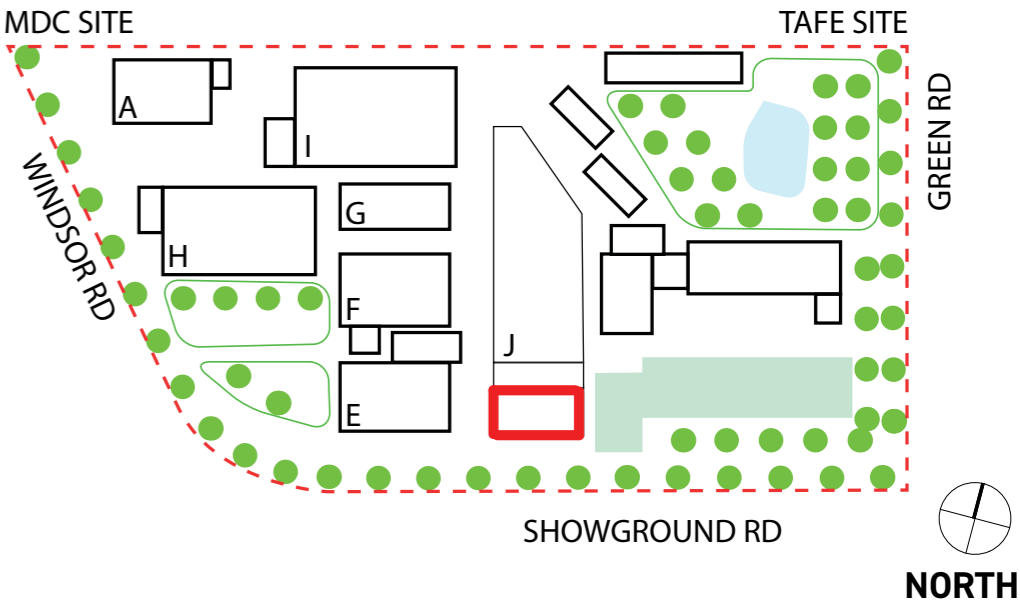 MDC SITE
TAFE SITE
A
I
GREEN RD
WINDSOR RD
G
H
F
J
E
SHOWGROUND RD
NORTH